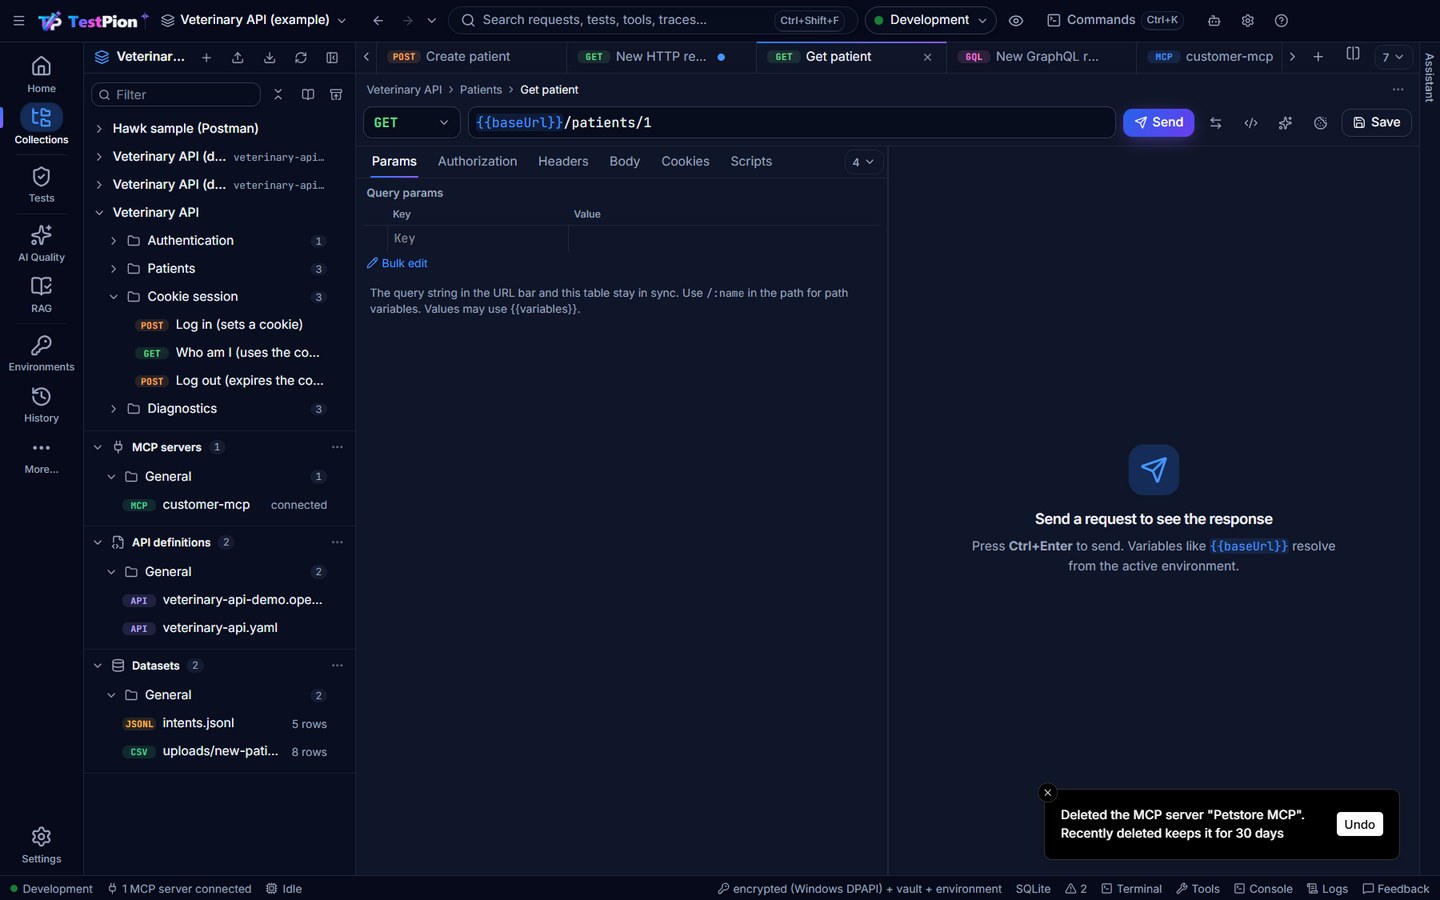 TestPion
Veterinary API (example)
Search requests, tests, tools, traces...
Ctrl+Shift+F
Development
Commands
Ctrl+K
Home
Collections
Tests
AI Quality
RAG
Environments
History
More...
Settings
Veterinar...
Filter
Hawk sample (Postman)
Veterinary API (d... veterinary-api...
Veterinary API (d... veterinary-api...
Veterinary API
Authentication 1
Patients 3
Cookie session 3
POST Log in (sets a cookie)
GET Who am I (uses the co...
POST Log out (expires the co...
Diagnostics 3
MCP servers 1
General 1
MCP customer-mcp connected
API definitions 2
General 2
API veterinary-api-demo.ope...
API veterinary-api.yaml
Datasets 2
General 2
JSONL intents.jsonl 5 rows
CSV uploads/new-pati... 8 rows
POST Create patient
GET New HTTP re...
GET Get patient
GQL New GraphQL r...
MCP customer-mcp
7
Assistant
Veterinary API > Patients > Get patient
GET
{{baseUrl}}/patients/1
Send
Save
Params
Authorization
Headers
Body
Cookies
Scripts
4
Query params
Key Value
Key
Bulk edit
The query string in the URL bar and this table stay in sync. Use /:name in the path for path
variables. Values may use {{variables}}.
Send a request to see the response
Press Ctrl+Enter to send. Variables like {{baseUrl}} resolve
from the active environment.
Deleted the MCP server "Petstore MCP".
Recently deleted keeps it for 30 days
Undo
Development
1 MCP server connected
Idle
encrypted (Windows DPAPI) + vault + environment
SQLite
2
Terminal
Tools
Console
Logs
Feedback